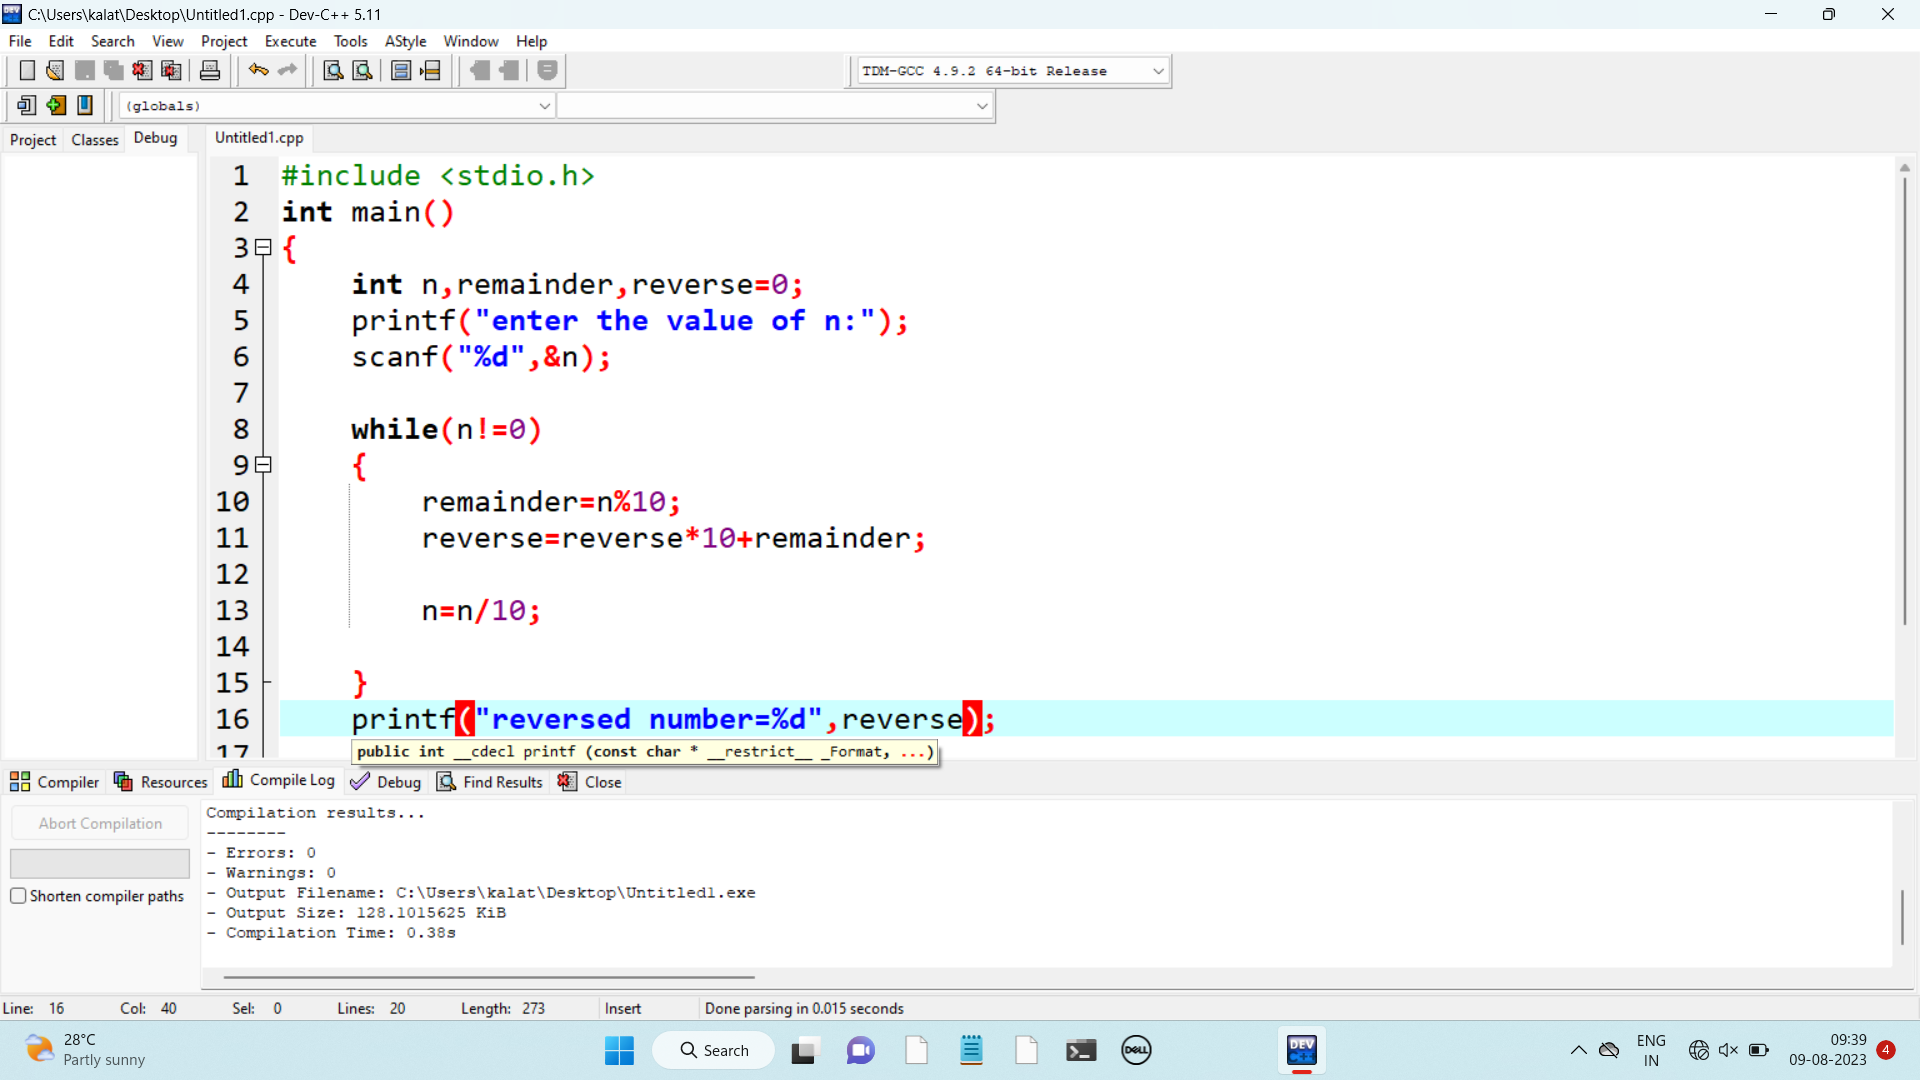 C:\Users\kalat\Desktop\Untitled1.cpp - Dev-C++ 5.11
File Edit Search View Project Execute Tools AStyle Window Help
TDM-GCC 4.9.2 64-bit Release
(globals)
Project Classes Debug Untitled1.cpp
1 #include <stdio.h>
2 int main()
3 {
4 int n,remainder,reverse=0;
5 printf("enter the value of n:");
6 scanf("%d",&n);
7
8 while(n!=0)
9 {
10 remainder=n%10;
11 reverse=reverse*10+remainder;
12
13 n=n/10;
14
15 }
16 printf("reversed number=%d",reverse);
17
public int __cdecl printf (const char * __restrict__ _Format, ...)
Compiler Resources Compile Log Debug Find Results Close
Abort Compilation
Shorten compiler paths
Compilation results...
--------
- Errors: 0
- Warnings: 0
- Output Filename: C:\Users\kalat\Desktop\Untitled1.exe
- Output Size: 128.1015625 KiB
- Compilation Time: 0.38s
Line: 16 Col: 40 Sel: 0 Lines: 20 Length: 273 Insert Done parsing in 0.015 seconds
28°C
Partly sunny
Search
DELL
DEV
ENG
IN
09:39
09-08-2023
4